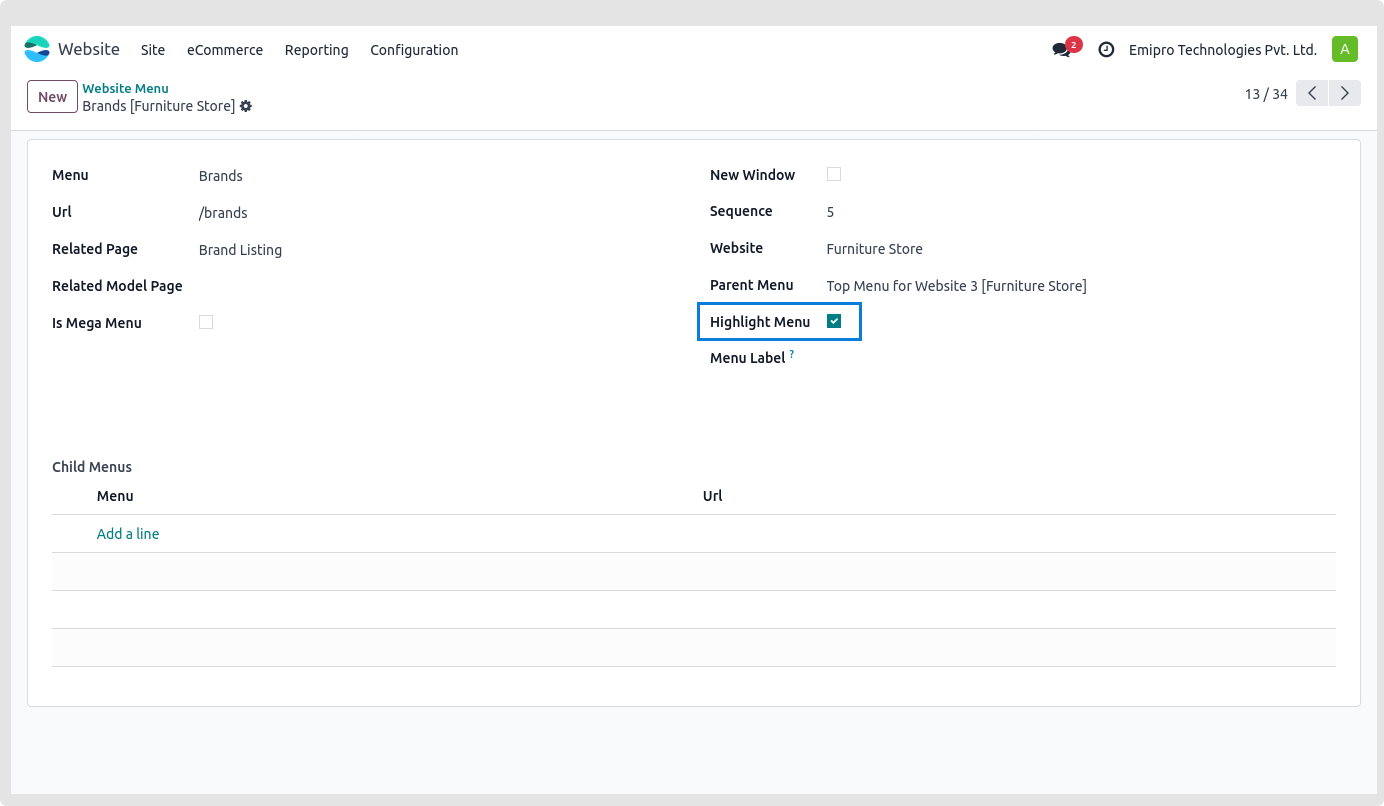 Website Site eCommerce Reporting Configuration 2 Emipro Technologies Pvt. Ltd. A
New Website Menu
Brands [Furniture Store] 13 / 34
Menu Brands New Window
Url /brands Sequence 5
Related Page Brand Listing Website Furniture Store
Related Model Page Parent Menu Top Menu for Website 3 [Furniture Store]
Is Mega Menu Highlight Menu
Menu Label ?
Child Menus
Menu Url
Add a line